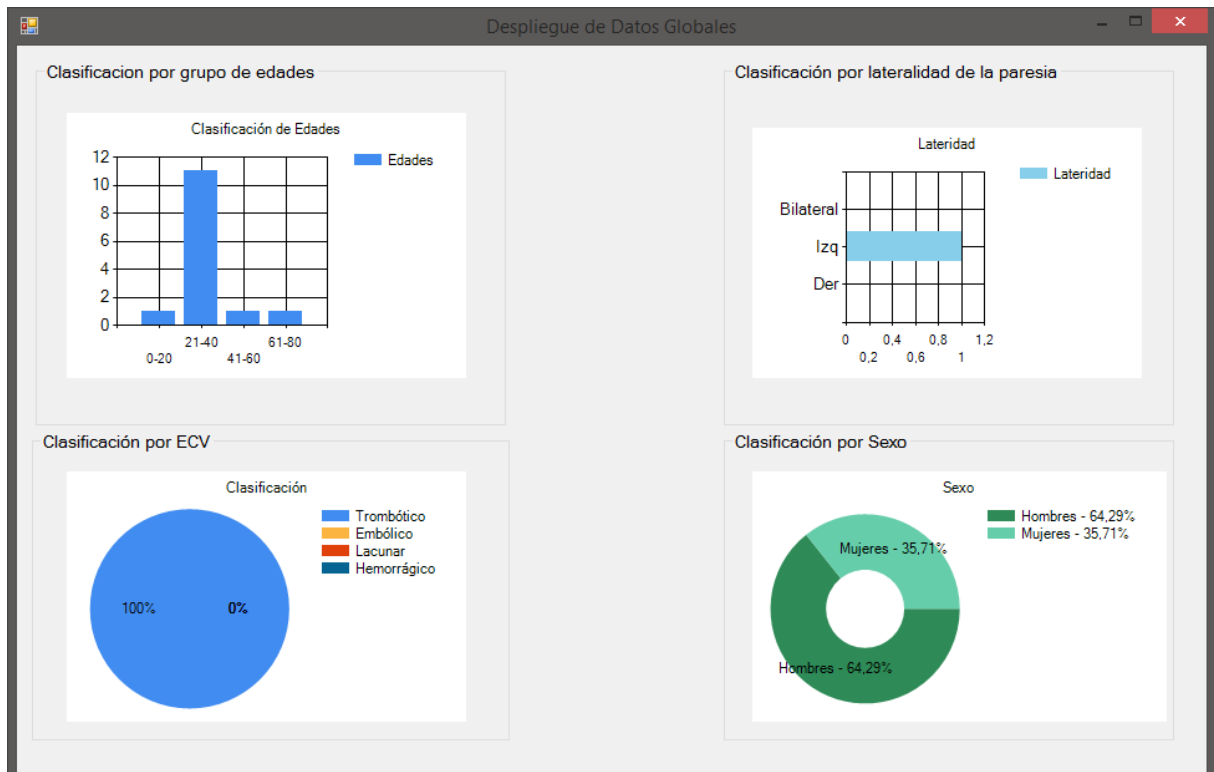 Despliegue de Datos Globales
Clasificacion por grupo de edades
Clasificación de Edades
Edades
12
10
8
6
4
2
0
21-40 61-80
0-20 41-60
Clasificación por lateralidad de la paresia
Lateridad
Lateridad
Bilateral
Izq
Der
0 0,4 0,8 1,2
0,2 0,6 1
Clasificación por ECV
Clasificación
Trombótico
Embólico
Lacunar
Hemorrágico
100% 0%
Clasificación por Sexo
Sexo
Hombres - 64,29%
Mujeres - 35,71%
Mujeres - 35,71%
Hombres - 64,29%